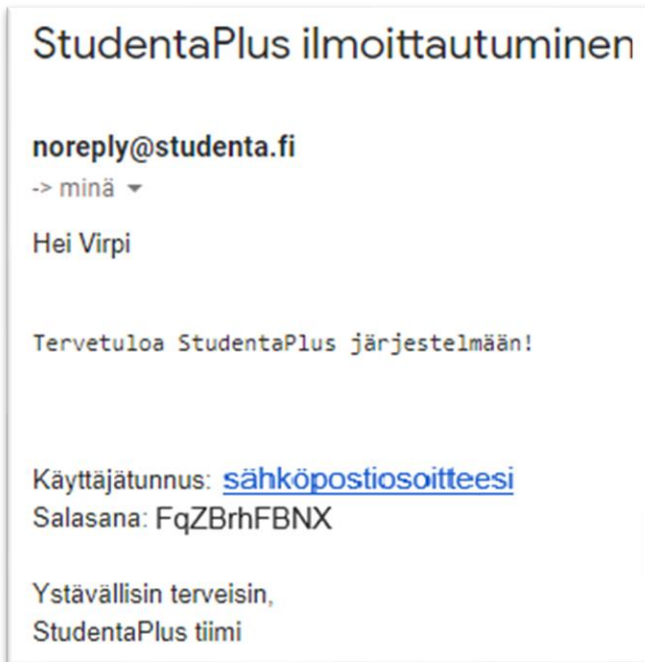 StudentaPlus ilmoittautuminen
noreply@studenta.fi
-> minä
Hei Virpi
Tervetuloa StudentaPlus järjestelmään!
Käyttäjätunnus: sähköpostiosoitteesi
Salasana: FqZBrhFBNX
Ystävällisin terveisin,
StudentaPlus tiimi